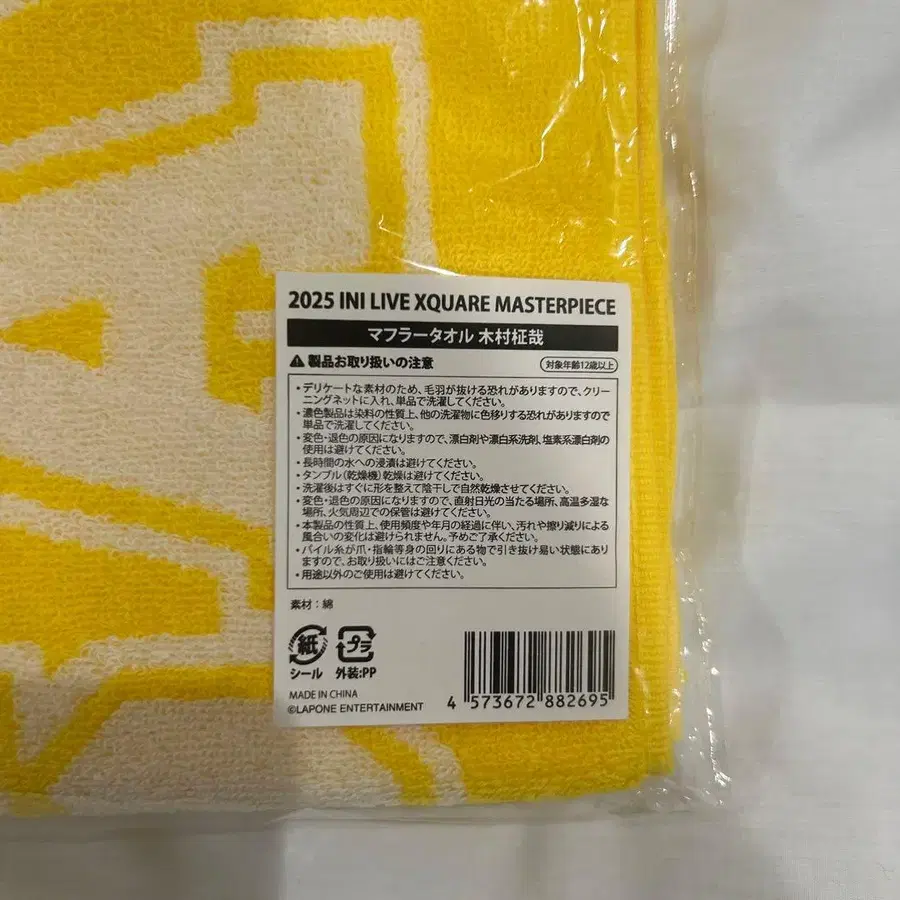 2025 INI LIVE XQUARE MASTERPIECE
マフラータオル 木村柾哉
製品お取り扱いの注意
対象年齢12歳以上
・デリケートな素材のため、毛羽が抜ける恐れがありますので、クリー
ニングネットに入れ、単品で洗濯してください。
・濃色製品は染料の性質上、他の洗濯物に色移りする恐れがありますので
単品で洗濯してください。
・変色・退色の原因になりますので、漂白剤や漂白系洗剤、塩素系漂白剤の
使用は避けてください。
・長時間の水への浸漬は避けてください。
・タンブル(乾燥機)乾燥は避けてください。
・洗濯後はすぐに形を整えて陰干しで自然乾燥させてください。
・変色・退色の原因になりますので、直射日光の当たる場所、高温多湿な
場所、火気周辺での保管は避けてください。
・本製品の性質上、使用頻度や年月の経過に伴い、汚れや擦り減りによる
風合いの変化は避けられません。予めご了承ください。
・パイル糸が爪・指輪等身の回りにある物で引き抜け易い状態にあり
ますので、お取り扱いにはご注意ください。
・用途以外のご使用は避けてください。
素材:綿
紙 プラ
シール 外装:PP
MADE IN CHINA
©LAPONE ENTERTAINMENT
4 573672 882695